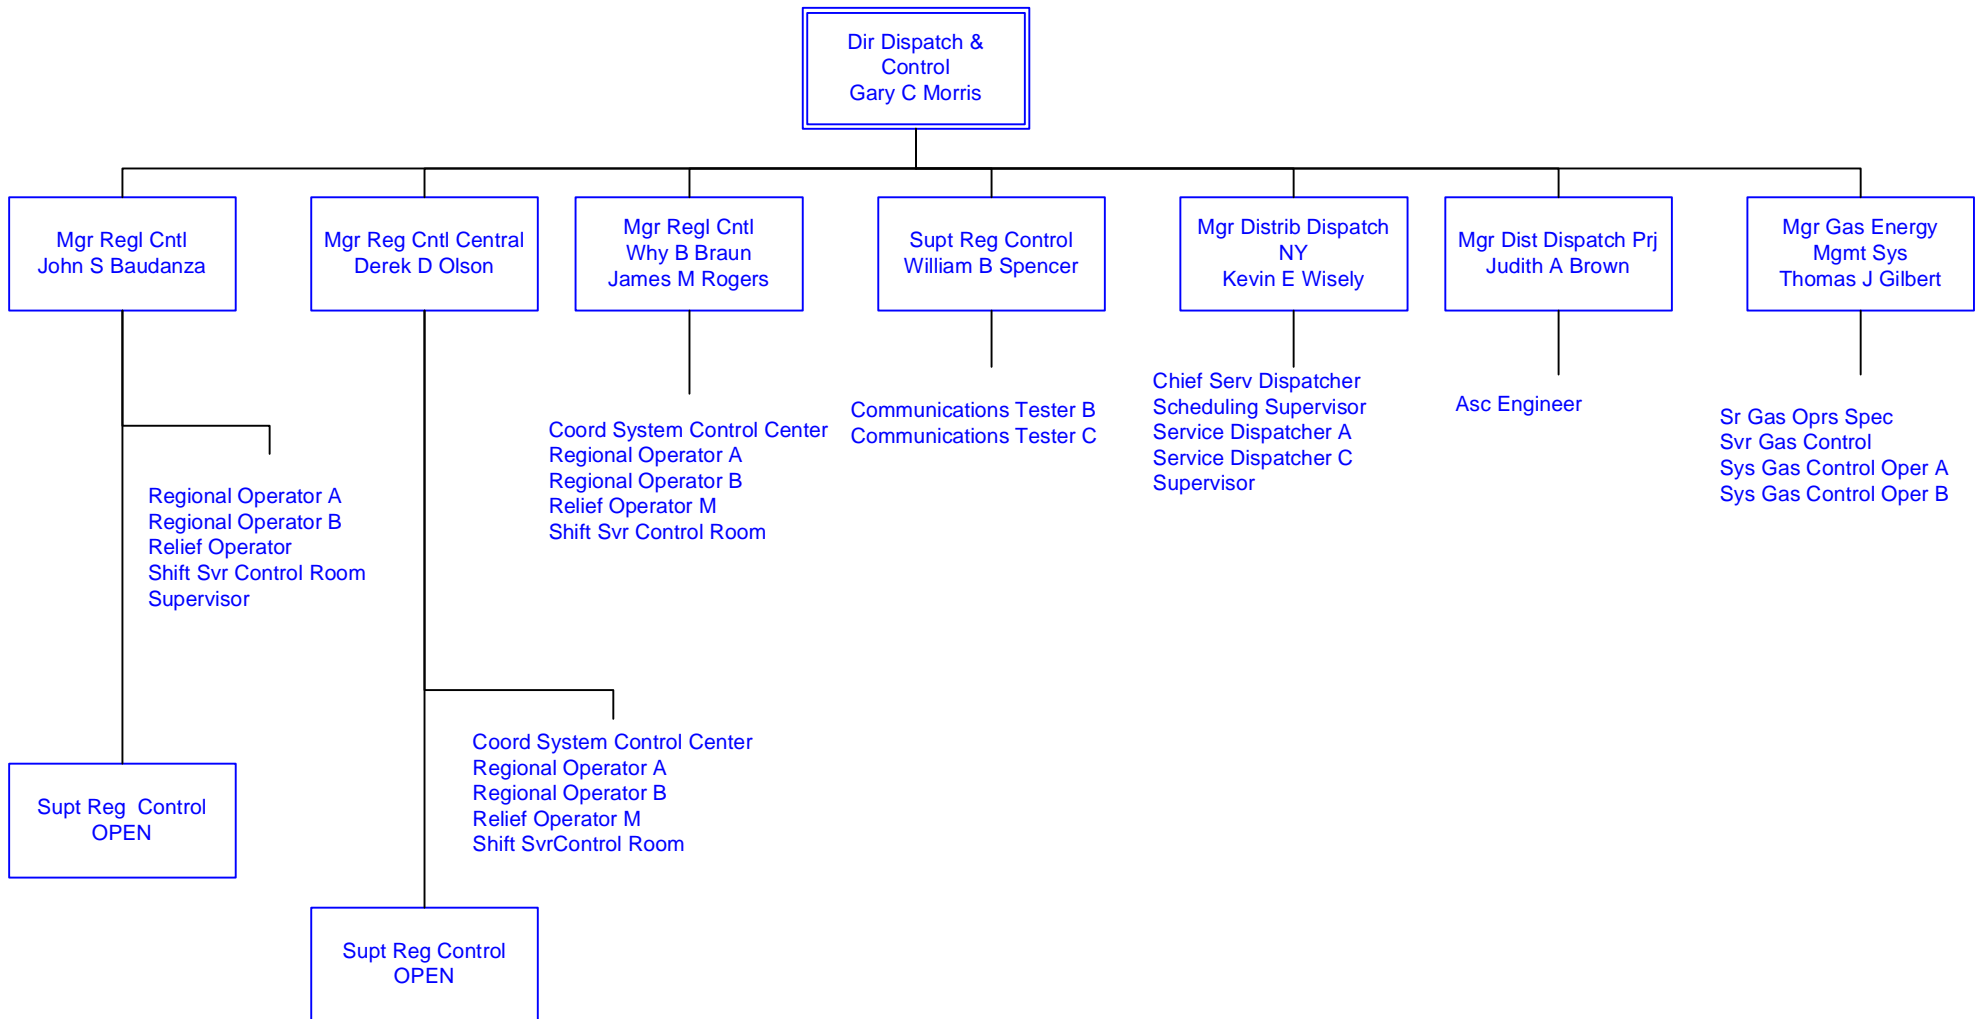 Dir Dispatch &
Control
Gary C Morris
Mgr Regl Cntl
John S Baudanza
Mgr Reg Cntl Central
Derek D Olson
Mgr Regl Cntl
Why B Braun
James M Rogers
Supt Reg Control
William B Spencer
Mgr Distrib Dispatch
NY
Kevin E Wisely
Mgr Dist Dispatch Prj
Judith A Brown
Mgr Gas Energy
Mgmt Sys
Thomas J Gilbert
Regional Operator A
Regional Operator B
Relief Operator
Shift Svr Control Room
Supervisor
Coord System Control Center
Regional Operator A
Regional Operator B
Relief Operator M
Shift Svr Control Room
Communications Tester B
Communications Tester C
Chief Serv Dispatcher
Scheduling Supervisor
Service Dispatcher A
Service Dispatcher C
Supervisor
Asc Engineer
Sr Gas Oprs Spec
Svr Gas Control
Sys Gas Control Oper A
Sys Gas Control Oper B
Coord System Control Center
Regional Operator A
Regional Operator B
Relief Operator M
Shift SvrControl Room
Supt Reg  Control
OPEN
Supt Reg Control
OPEN